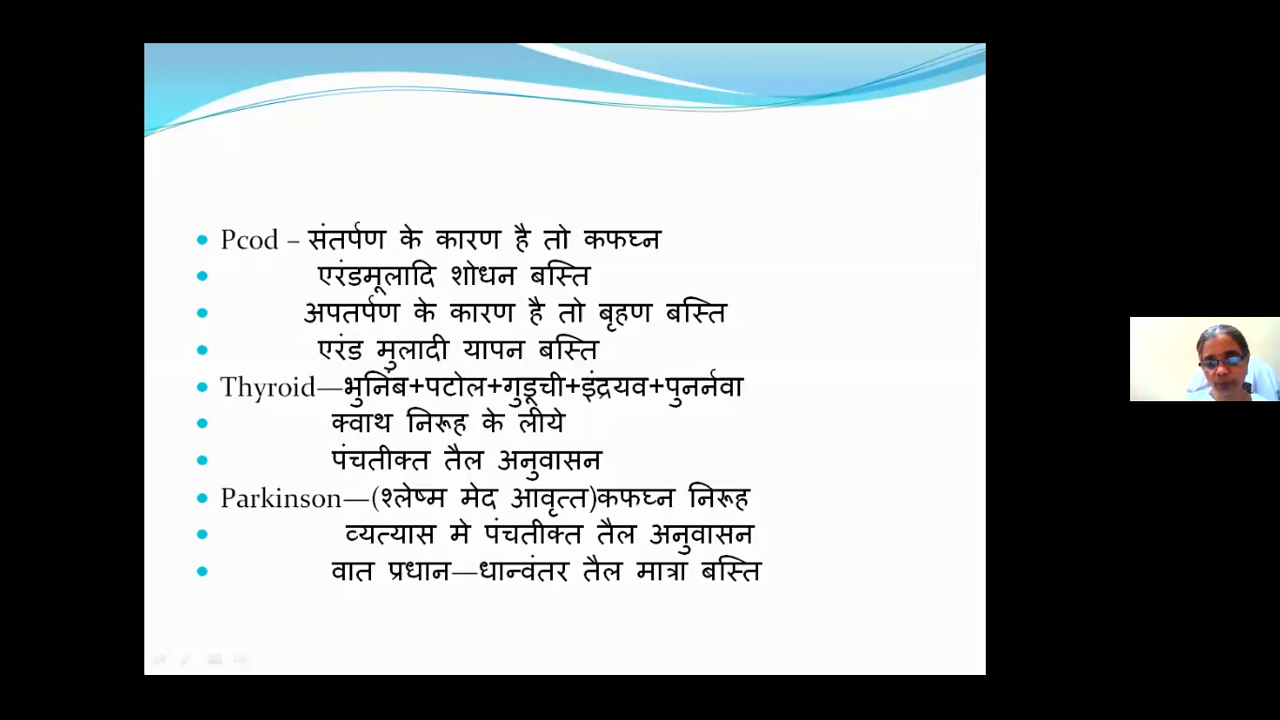 Pcod – संतर्पण के कारण है तो कफघ्न
एरंडमूलादि शोधन बस्ति
अपतर्पण के कारण है तो बृहण बस्ति
एरंड मुलादी यापन बस्ति
Thyroid—भुनिंब+पटोल+गुडूची+इंद्रयव+पुनर्नवा
क्वाथ निरूह के लीये
पंचतीक्त तैल अनुवासन
Parkinson—(श्लेष्म मेद आवृत्त)कफघ्न निरूह
व्यत्यास मे पंचतीक्त तैल अनुवासन
वात प्रधान—धान्वंतर तैल मात्रा बस्ति